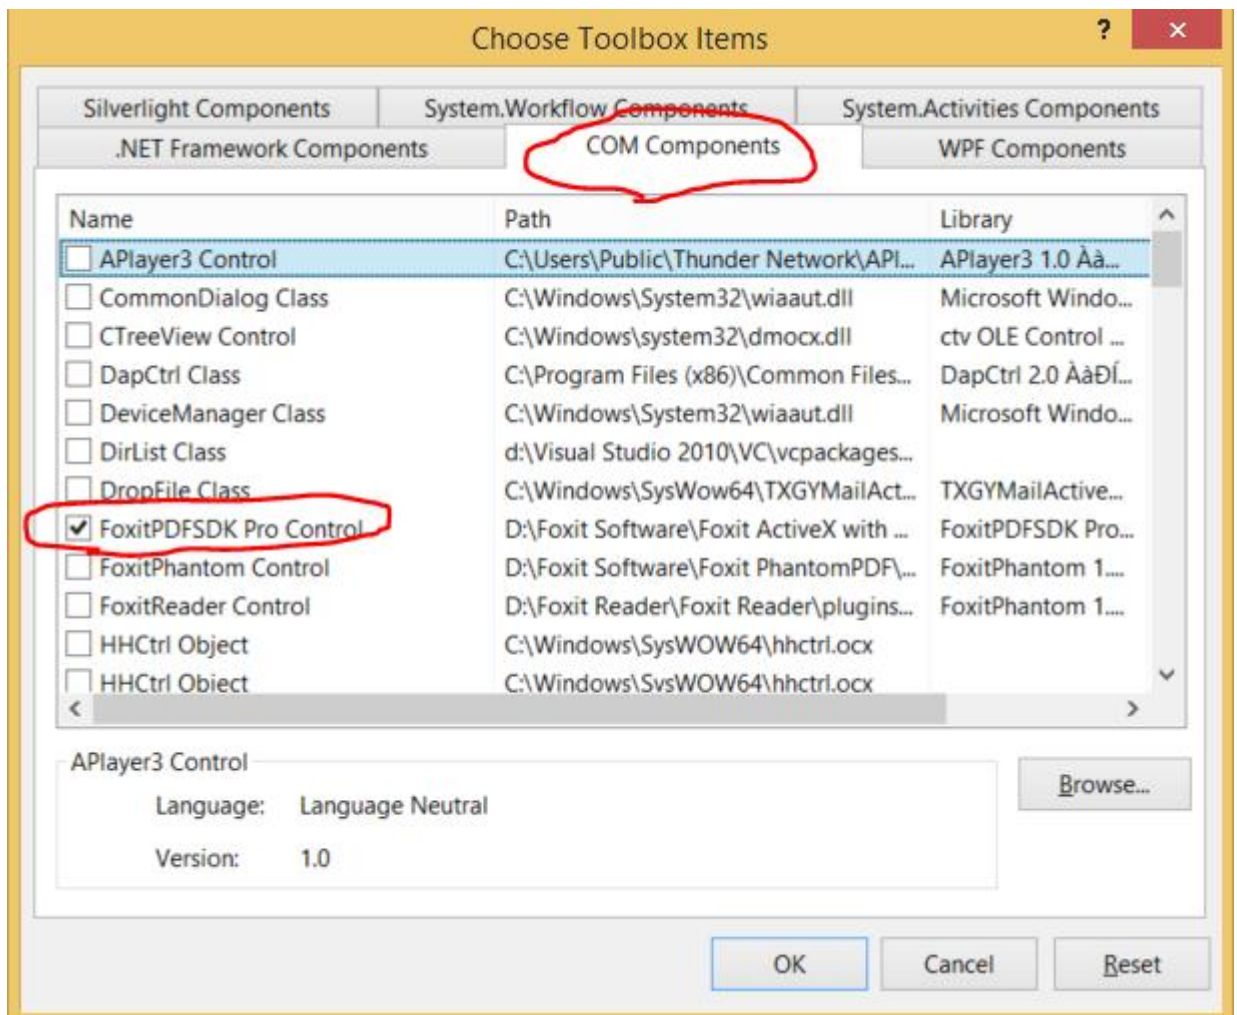 Choose Toolbox Items
? ×
Silverlight Components System.Workflow Components System.Activities Components
.NET Framework Components COM Components WPF Components
Name Path Library
APlayer3 Control C:\Users\Public\Thunder Network\APl... APlayer3 1.0 Àà...
CommonDialog Class C:\Windows\System32\wiaaut.dll Microsoft Windo...
CTreeView Control C:\Windows\system32\dmocx.dll ctv OLE Control ...
DapCtrl Class C:\Program Files (x86)\Common Files... DapCtrl 2.0 ÀàÐÍ...
DeviceManager Class C:\Windows\System32\wiaaut.dll Microsoft Windo...
DirList Class d:\Visual Studio 2010\VC\vcpackages...
DropFile Class C:\Windows\SysWow64\TXGYMailAct... TXGYMailActive...
FoxitPDFSDK Pro Control D:\Foxit Software\Foxit ActiveX with ... FoxitPDFSDK Pro...
FoxitPhantom Control D:\Foxit Software\Foxit PhantomPDF\... FoxitPhantom 1....
FoxitReader Control D:\Foxit Reader\Foxit Reader\plugins... FoxitPhantom 1....
HHCtrl Object C:\Windows\SysWOW64\hhctrl.ocx
HHCtrl Object C:\Windows\SysWOW64\hhctrl.ocx
APlayer3 Control
Browse...
Language: Language Neutral
Version: 1.0
OK Cancel Reset